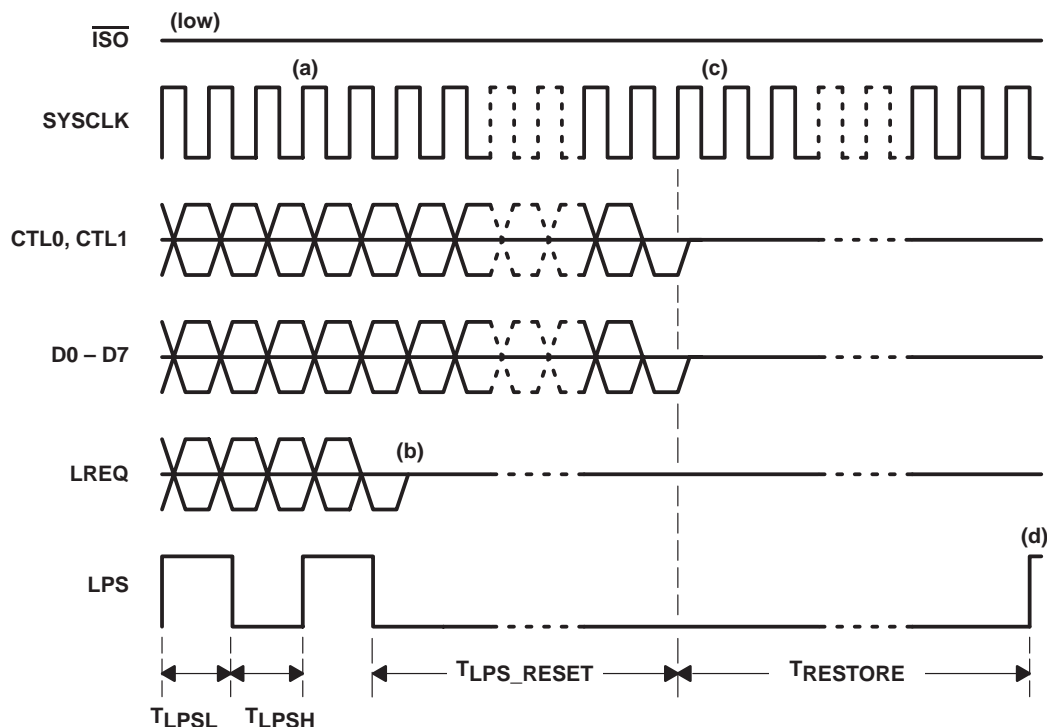 (low)
ISO
(a)
(c)
SYSCLK
CTL0, CTL1
D0 – D7
(b)
LREQ
(d)
LPS
TLPS_RESET
TRESTORE
TLPSL
TLPSH